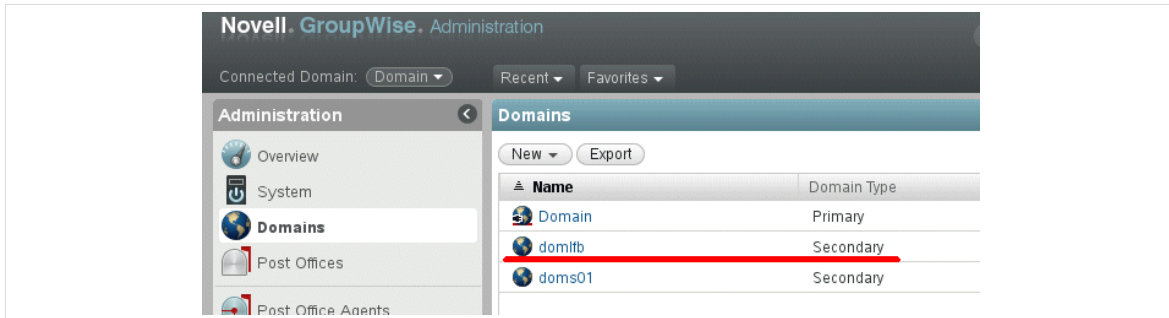 Novell. GroupWise. Administration
Connected Domain: Domain
Recent Favorites
Administration
Overview
System
Domains
Post Offices
Post Office Agents
Domains
New Export
Name Domain Type
Domain Primary
domlfb Secondary
doms01 Secondary